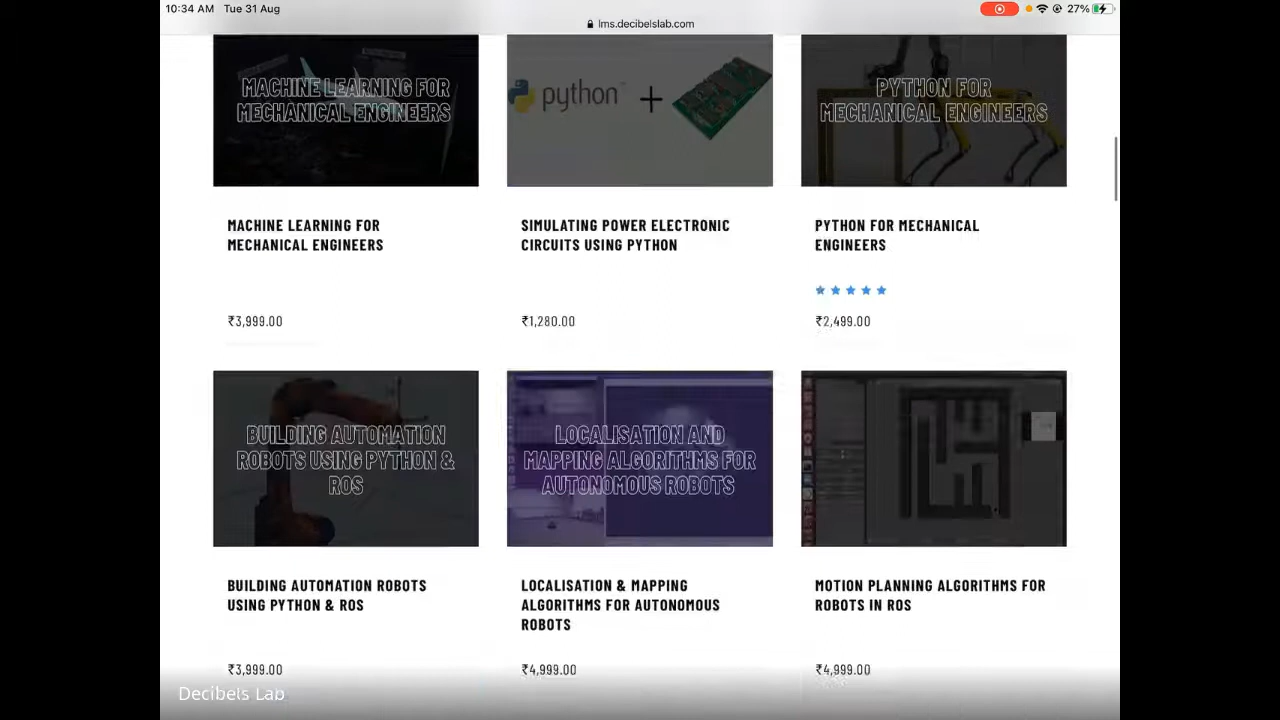 10:34 AM Tue 31 Aug
27%
lms.decibelslab.com
MACHINE LEARNING FOR
MECHANICAL ENGINEERS
python +
PYTHON FOR
MECHANICAL ENGINEERS
MACHINE LEARNING FOR
MECHANICAL ENGINEERS
SIMULATING POWER ELECTRONIC
CIRCUITS USING PYTHON
PYTHON FOR MECHANICAL
ENGINEERS
₹3,999.00
₹1,280.00
₹2,499.00
BUILDING AUTOMATION
ROBOTS USING PYTHON &
ROS
LOCALISATION AND
MAPPING ALGORITHMS FOR
AUTONOMOUS ROBOTS
BUILDING AUTOMATION ROBOTS
USING PYTHON & ROS
LOCALISATION & MAPPING
ALGORITHMS FOR AUTONOMOUS
ROBOTS
MOTION PLANNING ALGORITHMS FOR
ROBOTS IN ROS
₹3,999.00
₹4,999.00
₹4,999.00
Decibels Lab